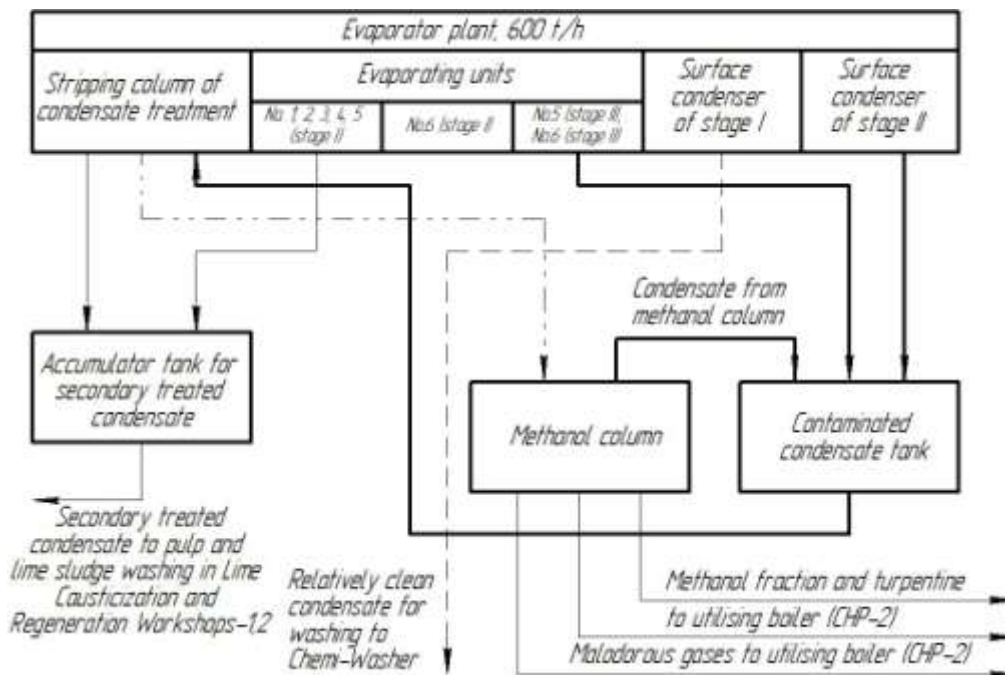 Evaporator plant, 600 t/h
Stripping column of
condensate treatment
Evaporating units
No 1, 2, 3, 4, 5
(stage I)
No.6 (stage I)
No.5 (stage II),
No.6 (stage II)
Surface
condenser
of stage I
Surface
condenser
of stage II
Condensate from
methanol column
Accumulator tank for
secondary treated
condensate
Methanol column
Contaminated
condensate tank
Secondary treated
condensate to pulp and
lime sludge washing in Lime
Causticization and
Regeneration Workshops-1,2
Relatively clean
condensate for
washing to
Chemi-Washer
Methanol fraction and turpentine
to utilising boiler (CHP-2)
Malodorous gases to utilising boiler (CHP-2)